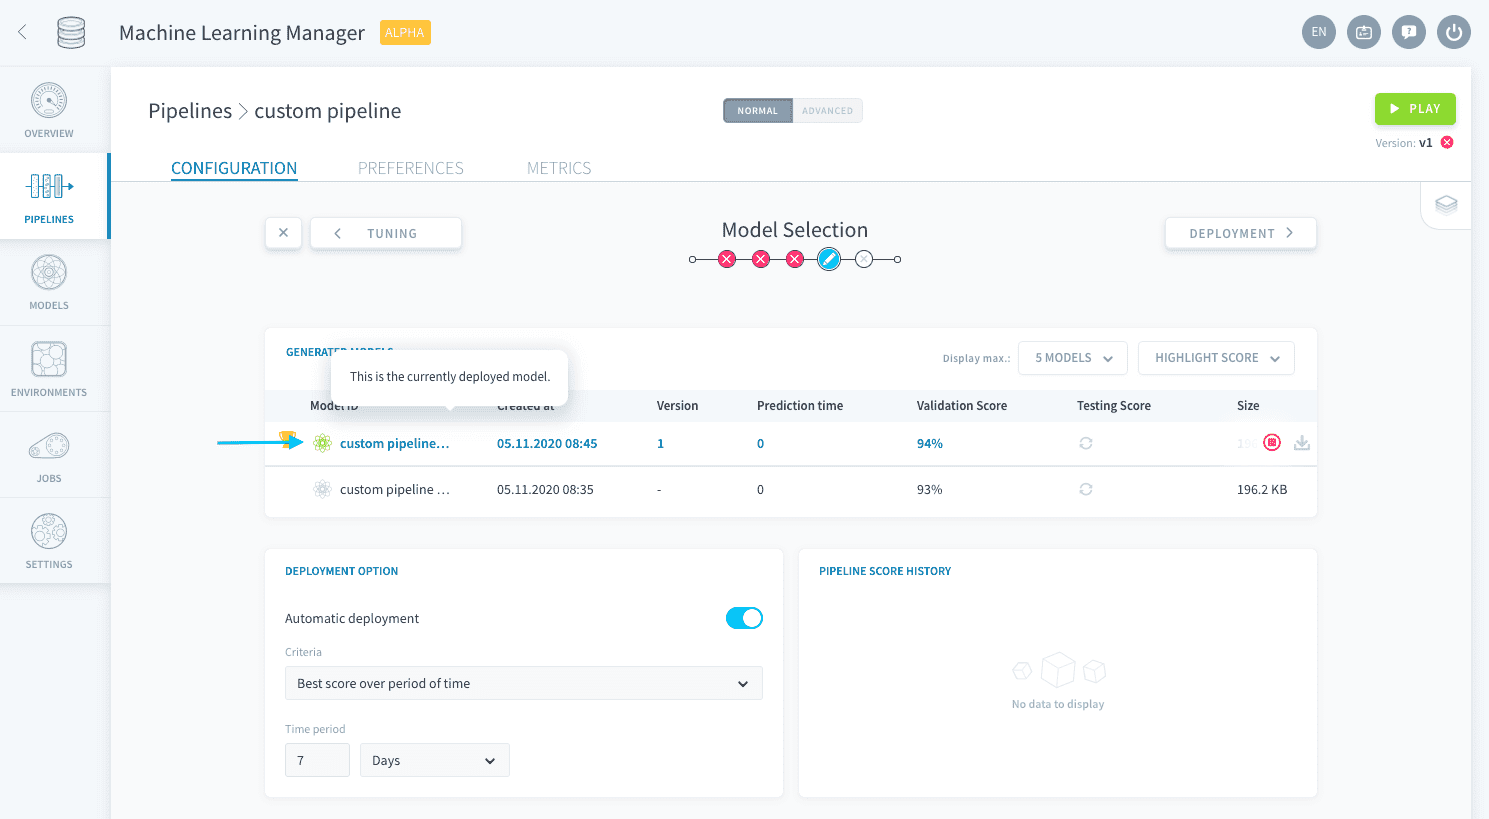 Machine Learning Manager ALPHA
EN
OVERVIEW
PIPELINES
MODELS
ENVIRONMENTS
JOBS
SETTINGS
Pipelines > custom pipeline
NORMAL ADVANCED
PLAY
Version: v1
CONFIGURATION PREFERENCES METRICS
TUNING
Model Selection
DEPLOYMENT
GENERATED MODELS
Display max.: 5 MODELS HIGHLIGHT SCORE
This is the currently deployed model.
Model ID Created at Version Prediction time Validation Score Testing Score Size
custom pipeline... 05.11.2020 08:45 1 0 94%
custom pipeline ... 05.11.2020 08:35 - 0 93% 196.2 KB
DEPLOYMENT OPTION
Automatic deployment
Criteria
Best score over period of time
Time period
7 Days
PIPELINE SCORE HISTORY
No data to display